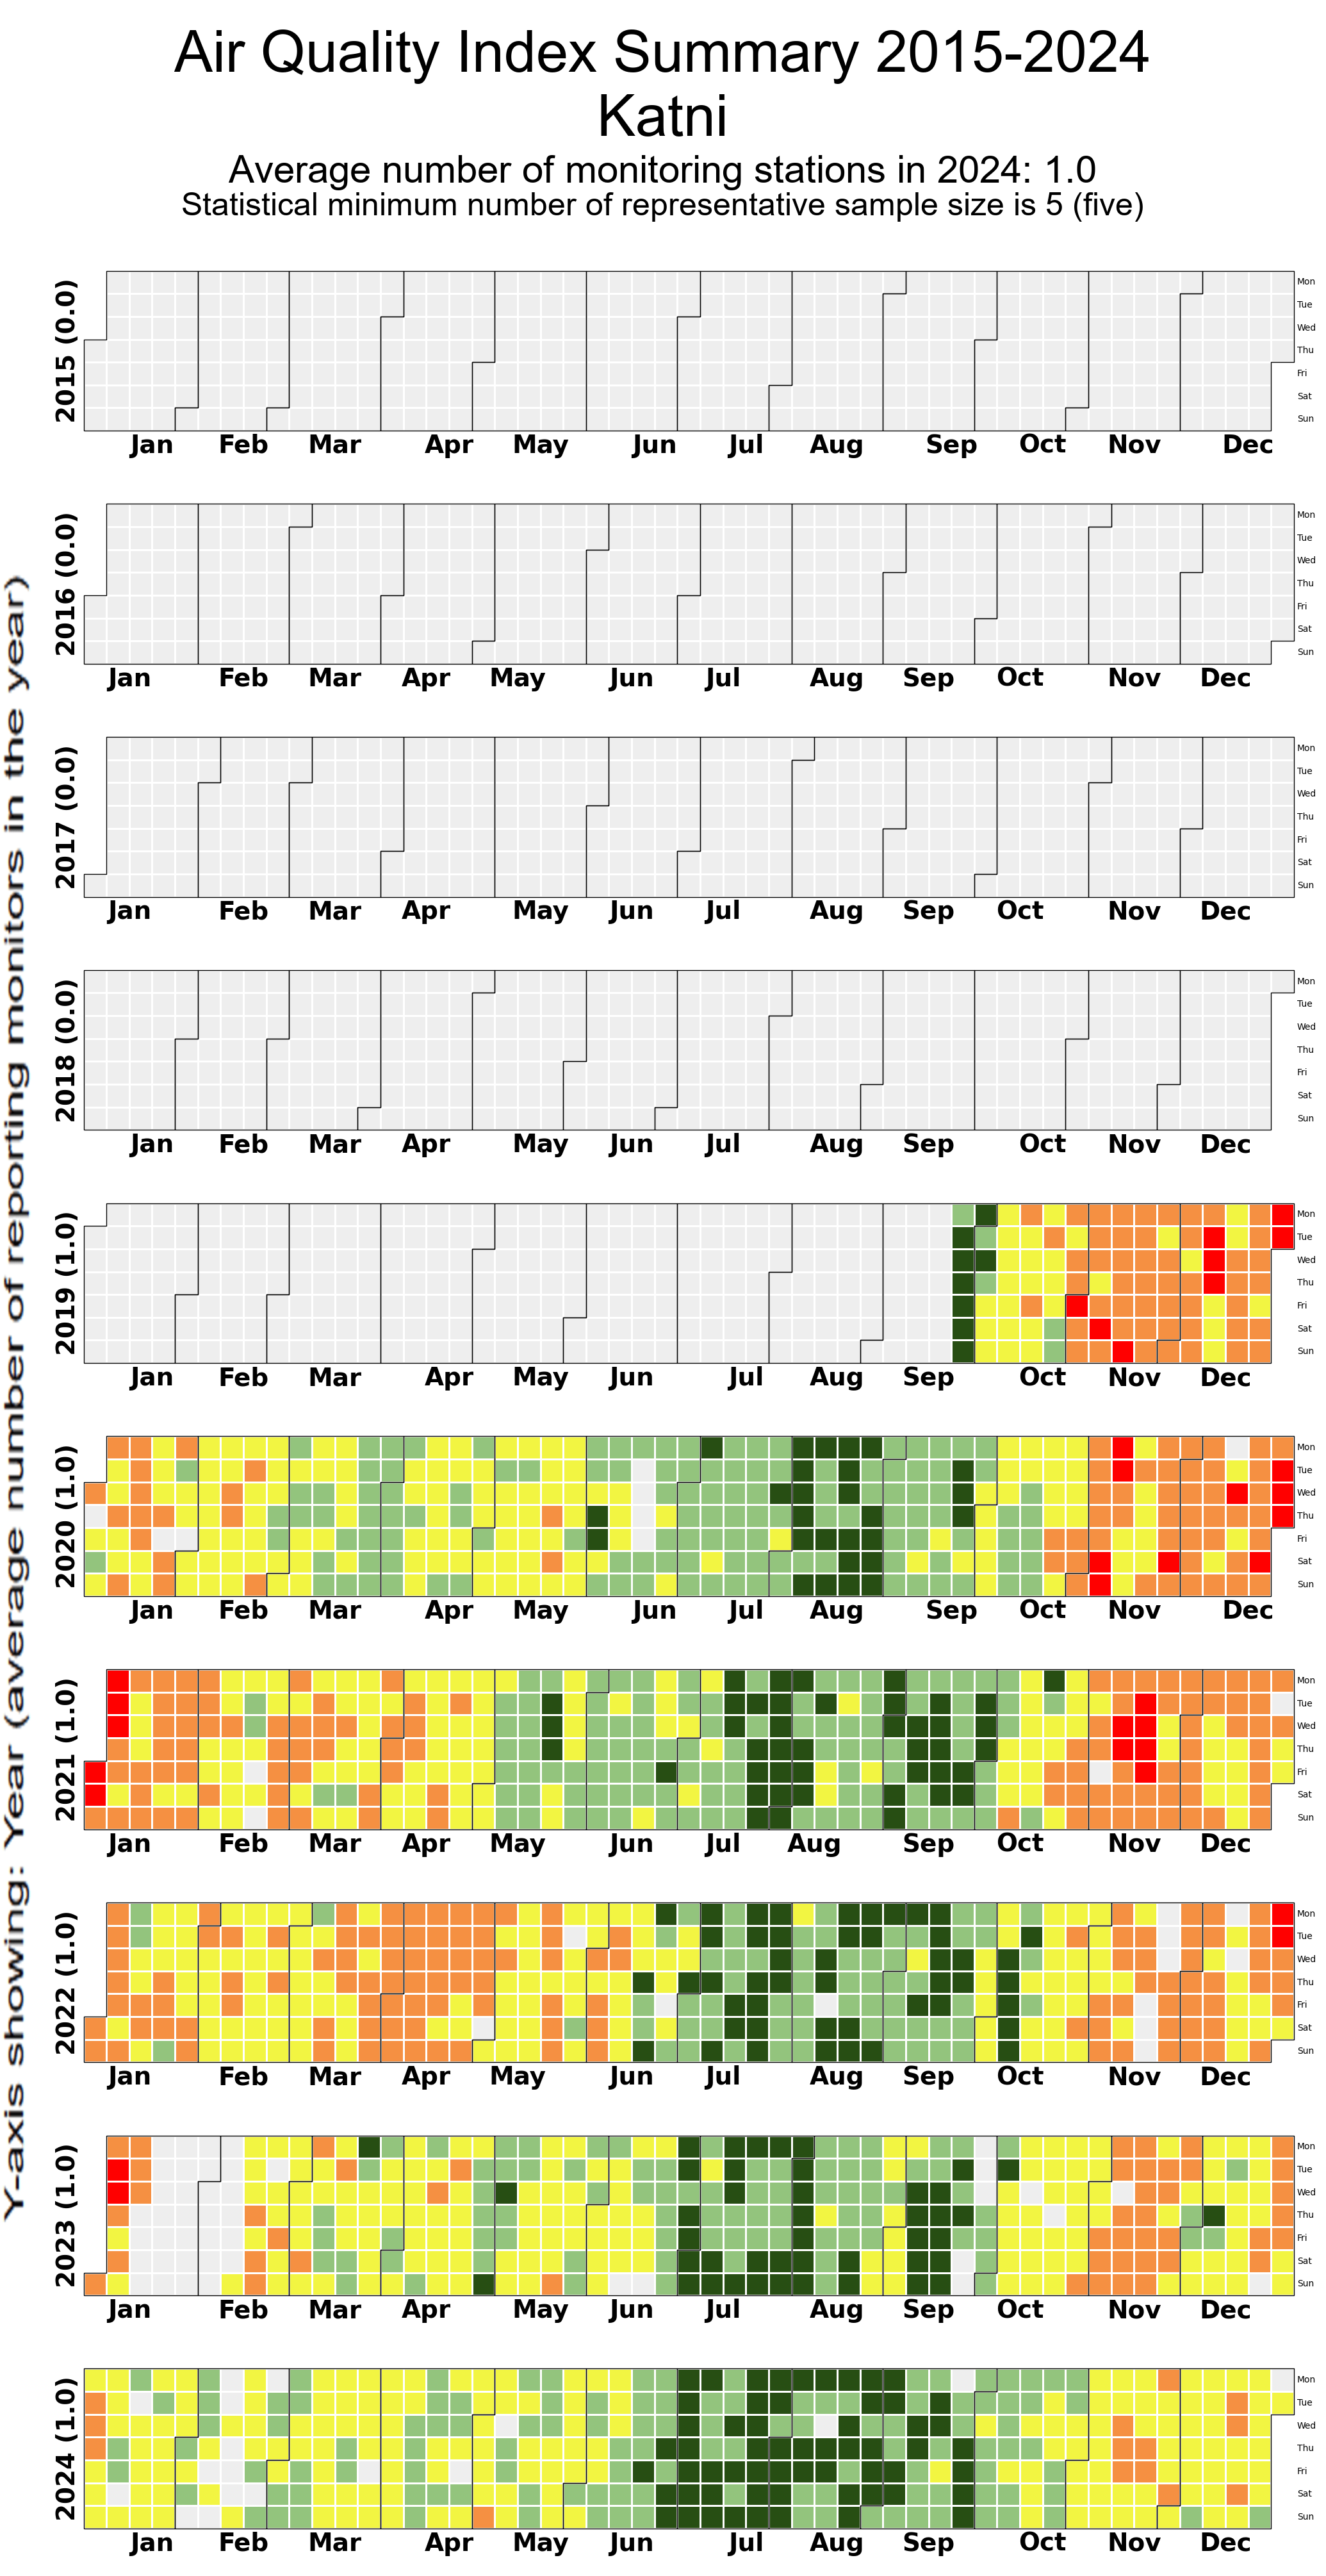 Air Quality Index Summary 2015-2024
Katni
Average number of monitoring stations in 2024: 1.0
Statistical minimum number of representative sample size is 5 (five)
Y-axis showing: Year (average number of reporting monitors in the year)
2015 (0.0)
Mon
Tue
Wed
Thu
Fri
Sat
Sun
Jan Feb Mar Apr May Jun Jul Aug Sep Oct Nov Dec
2016 (0.0)
Mon
Tue
Wed
Thu
Fri
Sat
Sun
Jan Feb Mar Apr May Jun Jul Aug Sep Oct Nov Dec
2017 (0.0)
Mon
Tue
Wed
Thu
Fri
Sat
Sun
Jan Feb Mar Apr May Jun Jul Aug Sep Oct Nov Dec
2018 (0.0)
Mon
Tue
Wed
Thu
Fri
Sat
Sun
Jan Feb Mar Apr May Jun Jul Aug Sep Oct Nov Dec
2019 (1.0)
Mon
Tue
Wed
Thu
Fri
Sat
Sun
Jan Feb Mar Apr May Jun Jul Aug Sep Oct Nov Dec
2020 (1.0)
Mon
Tue
Wed
Thu
Fri
Sat
Sun
Jan Feb Mar Apr May Jun Jul Aug Sep Oct Nov Dec
2021 (1.0)
Mon
Tue
Wed
Thu
Fri
Sat
Sun
Jan Feb Mar Apr May Jun Jul Aug Sep Oct Nov Dec
2022 (1.0)
Mon
Tue
Wed
Thu
Fri
Sat
Sun
Jan Feb Mar Apr May Jun Jul Aug Sep Oct Nov Dec
2023 (1.0)
Mon
Tue
Wed
Thu
Fri
Sat
Sun
Jan Feb Mar Apr May Jun Jul Aug Sep Oct Nov Dec
2024 (1.0)
Mon
Tue
Wed
Thu
Fri
Sat
Sun
Jan Feb Mar Apr May Jun Jul Aug Sep Oct Nov Dec